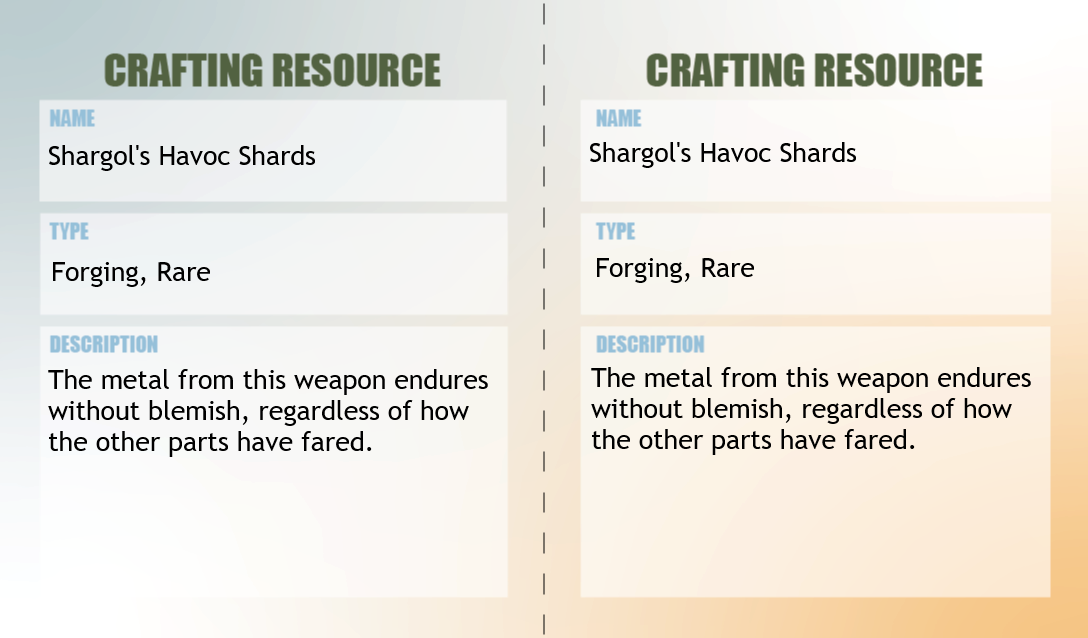 CRAFTING RESOURCE
NAME
Shargol's Havoc Shards
TYPE
Forging, Rare
DESCRIPTION
The metal from this weapon endures
without blemish, regardless of how
the other parts have fared.
CRAFTING RESOURCE
NAME
Shargol's Havoc Shards
TYPE
Forging, Rare
DESCRIPTION
The metal from this weapon endures
without blemish, regardless of how
the other parts have fared.